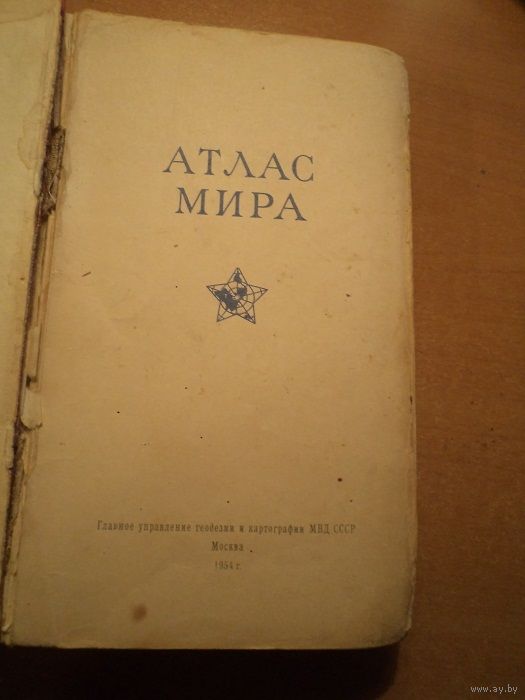 АТЛАС
МИРА
Главное управление геодезии и картографии МВД СССР
Москва
1954 г.
www.ay.by